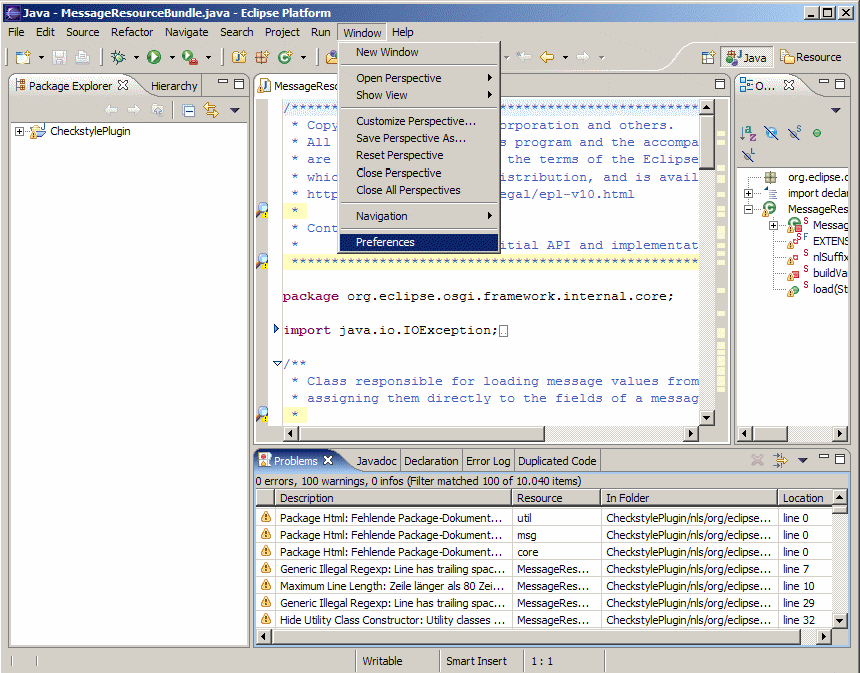 Java - MessageResourceBundle.java - Eclipse Platform
File Edit Source Refactor Navigate Search Project Run Window Help
Java Resource
New Window
Open Perspective
Show View
Customize Perspective...
Save Perspective As...
Reset Perspective
Close Perspective
Close All Perspectives
Navigation
Preferences
Package Explorer Hierarchy
CheckstylePlugin
MessageReso
/****
* Copy orporation and others.
* All s program and the accompa
* are the terms of the Eclipse
* whic istribution, and is avail
* http egal/epl-v10.html
*
* Cont
* itial API and implementat
****
package org.eclipse.osgi.framework.internal.core;
import java.io.IOException;
/**
* Class responsible for loading message values from
* assigning them directly to the fields of a messag
*
O...
org.eclipse.o
import declar
MessageRes
Messag
EXTENS
nlSuffix
buildVa
load(St
Problems Javadoc Declaration Error Log Duplicated Code
0 errors, 100 warnings, 0 infos (Filter matched 100 of 10.040 items)
Description Resource In Folder Location
Package Html: Fehlende Package-Dokument... util CheckstylePlugin/nls/org/eclipse... line 0
Package Html: Fehlende Package-Dokument... msg CheckstylePlugin/nls/org/eclipse... line 0
Package Html: Fehlende Package-Dokument... core CheckstylePlugin/nls/org/eclipse... line 0
Generic Illegal Regexp: Line has trailing spac... MessageRes... CheckstylePlugin/nls/org/eclipse... line 7
Maximum Line Length: Zeile länger als 80 Zei... MessageRes... CheckstylePlugin/nls/org/eclipse... line 10
Generic Illegal Regexp: Line has trailing spac... MessageRes... CheckstylePlugin/nls/org/eclipse... line 29
Hide Utility Class Constructor: Utility classes ... MessageRes... CheckstylePlugin/nls/org/eclipse... line 32
Writable Smart Insert 1 : 1